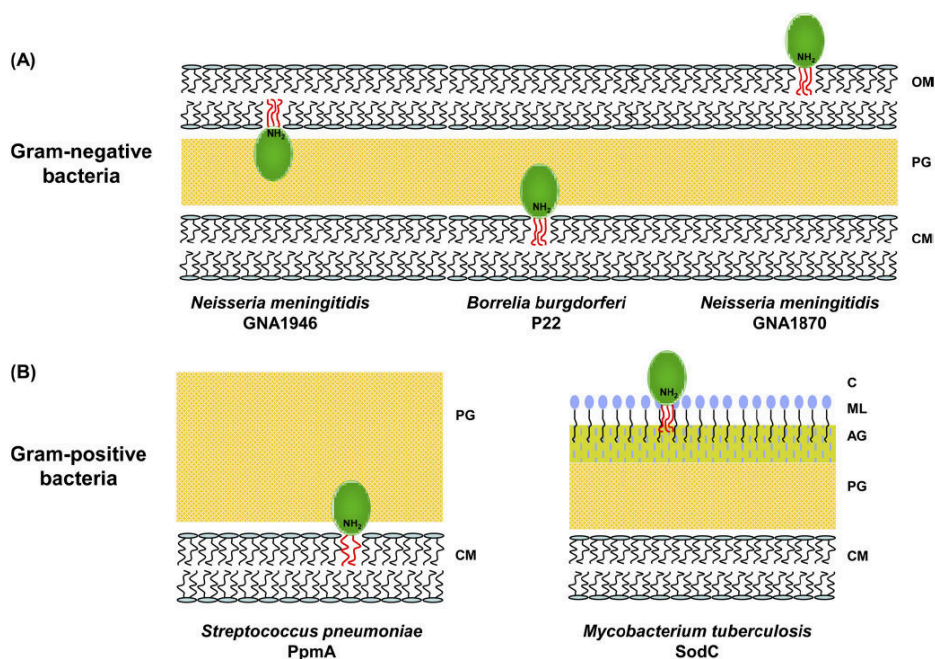 (A)
NH₂
OM
NH₂
Gram-negative
bacteria
PG
NH₂
CM
Neisseria meningitidis
GNA1946
Borrelia burgdorferi
P22
Neisseria meningitidis
GNA1870
(B)
Gram-positive
bacteria
PG
NH₂
CM
Streptococcus pneumoniae
PpmA
NH₂
C
ML
AG
PG
CM
Mycobacterium tuberculosis
SodC